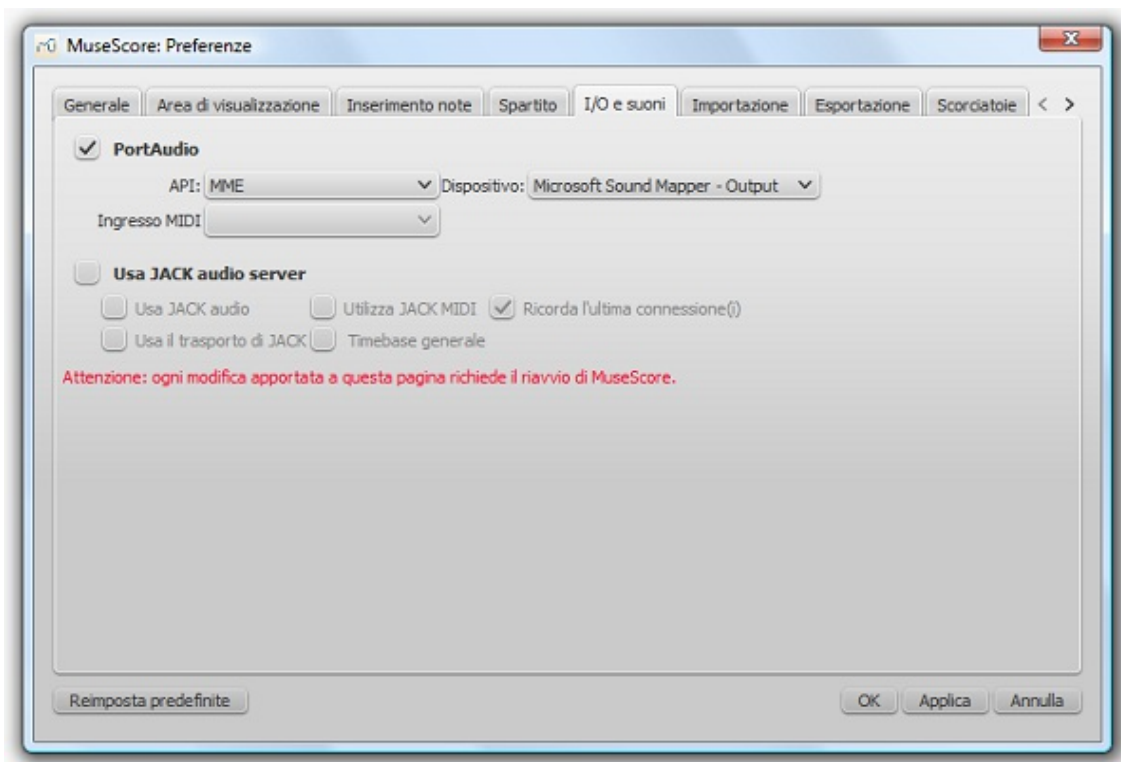 MuseScore: Preferenze
Generale Area di visualizzazione Inserimento note Spartito I/O e suoni Importazione Esportazione Scorciatoie < >
PortAudio
API: MME Dispositivo: Microsoft Sound Mapper - Output
Ingresso MIDI
Usa JACK audio server
Usa JACK audio Utilizza JACK MIDI Ricorda l'ultima connessione(i)
Usa il trasporto di JACK Timebase generale
Attenzione: ogni modifica apportata a questa pagina richiede il riavvio di MuseScore.
Reimposta predefinite OK Applica Annulla